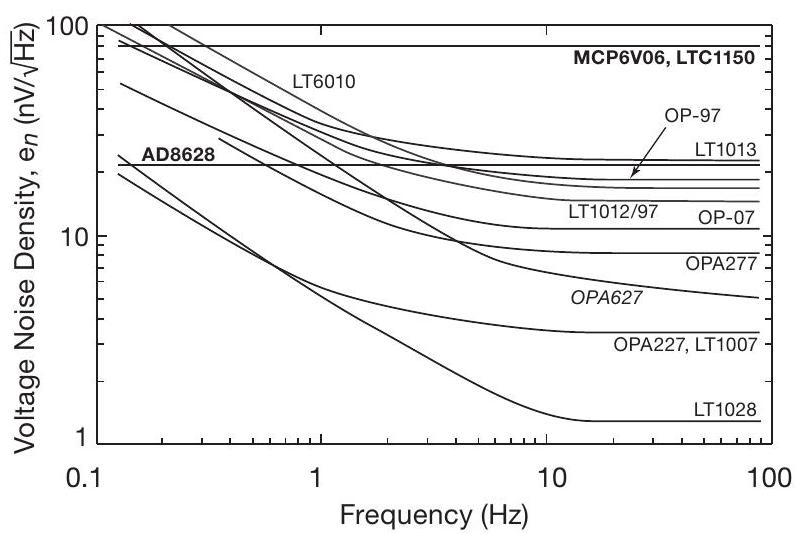 100
MCP6V06, LTC1150
LT6010
OP-97
AD8628
LT1013
LT1012/97
OP-07
10
OPA277
OPA627
OPA227, LT1007
LT1028
1
0.1
1
10
100
Frequency (Hz)
Voltage Noise Density, en (nV/√Hz)